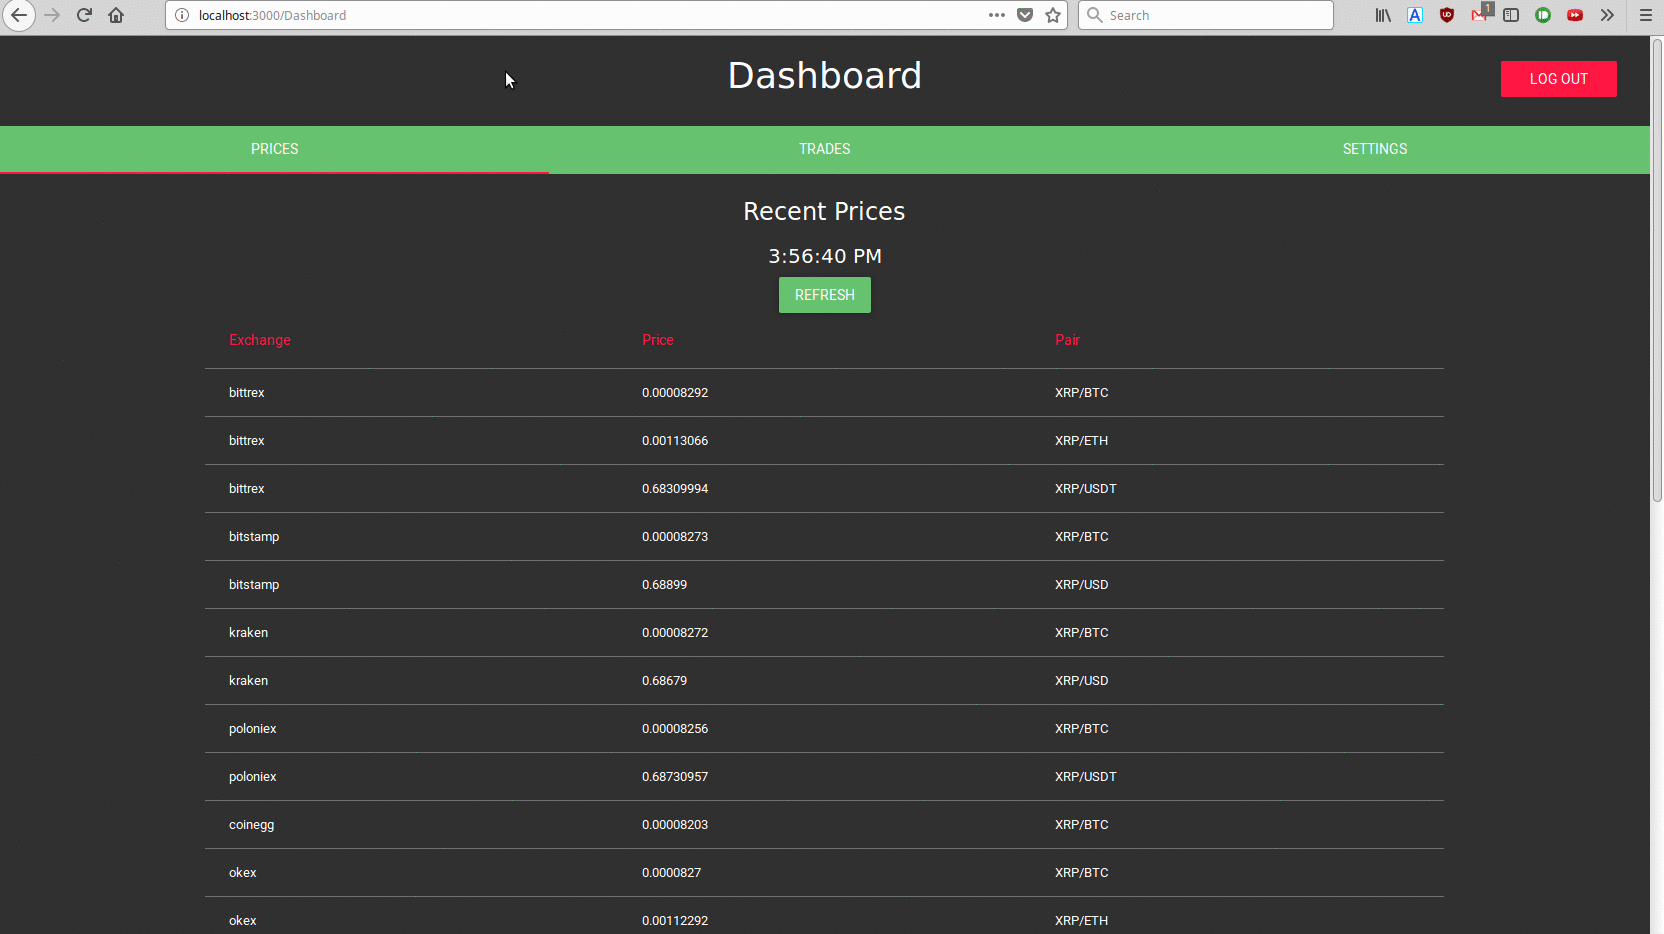 localhost:3000/Dashboard
Search
1
Dashboard
LOG OUT
PRICES TRADES SETTINGS
Recent Prices
3:56:40 PM
REFRESH
Exchange Price Pair
bittrex 0.00008292 XRP/BTC
bittrex 0.00113066 XRP/ETH
bittrex 0.68309994 XRP/USDT
bitstamp 0.00008273 XRP/BTC
bitstamp 0.68899 XRP/USD
kraken 0.00008272 XRP/BTC
kraken 0.68679 XRP/USD
poloniex 0.00008256 XRP/BTC
poloniex 0.68730957 XRP/USDT
coinegg 0.00008203 XRP/BTC
okex 0.0000827 XRP/BTC
okex 0.00112292 XRP/ETH